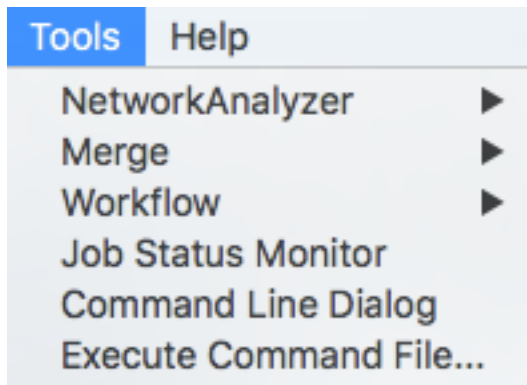 Tools Help
NetworkAnalyzer
Merge
Workflow
Job Status Monitor
Command Line Dialog
Execute Command File...